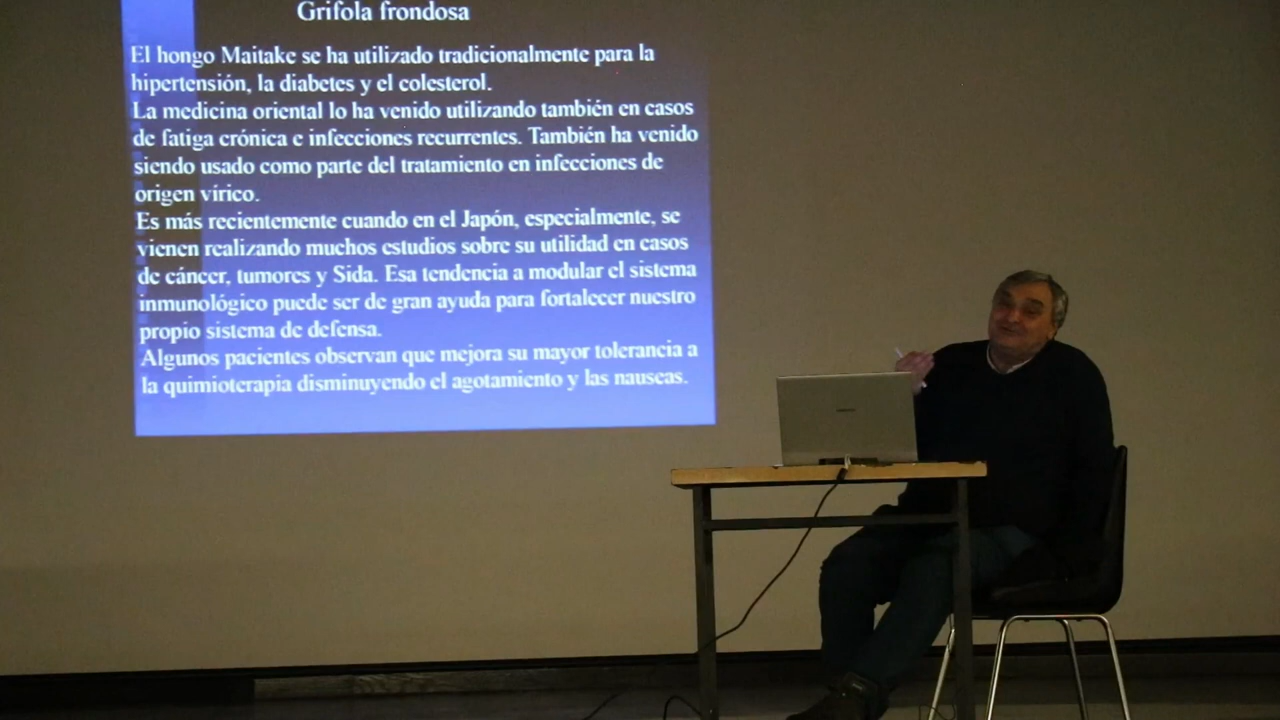 Grifola frondosa
El hongo Maitake se ha utilizado tradicionalmente para la
hipertensión, la diabetes y el colesterol.
La medicina oriental lo ha venido utilizando también en casos
de fatiga crónica e infecciones recurrentes. También ha venido
siendo usado como parte del tratamiento en infecciones de
origen vírico.
Es más recientemente cuando en el Japón, especialmente, se
vienen realizando muchos estudios sobre su utilidad en casos
de cáncer, tumores y Sida. Esa tendencia a modular el sistema
inmunológico puede ser de gran ayuda para fortalecer nuestro
propio sistema de defensa.
Algunos pacientes observan que mejora su mayor tolerancia a
la quimioterapia disminuyendo el agotamiento y las nauseas.